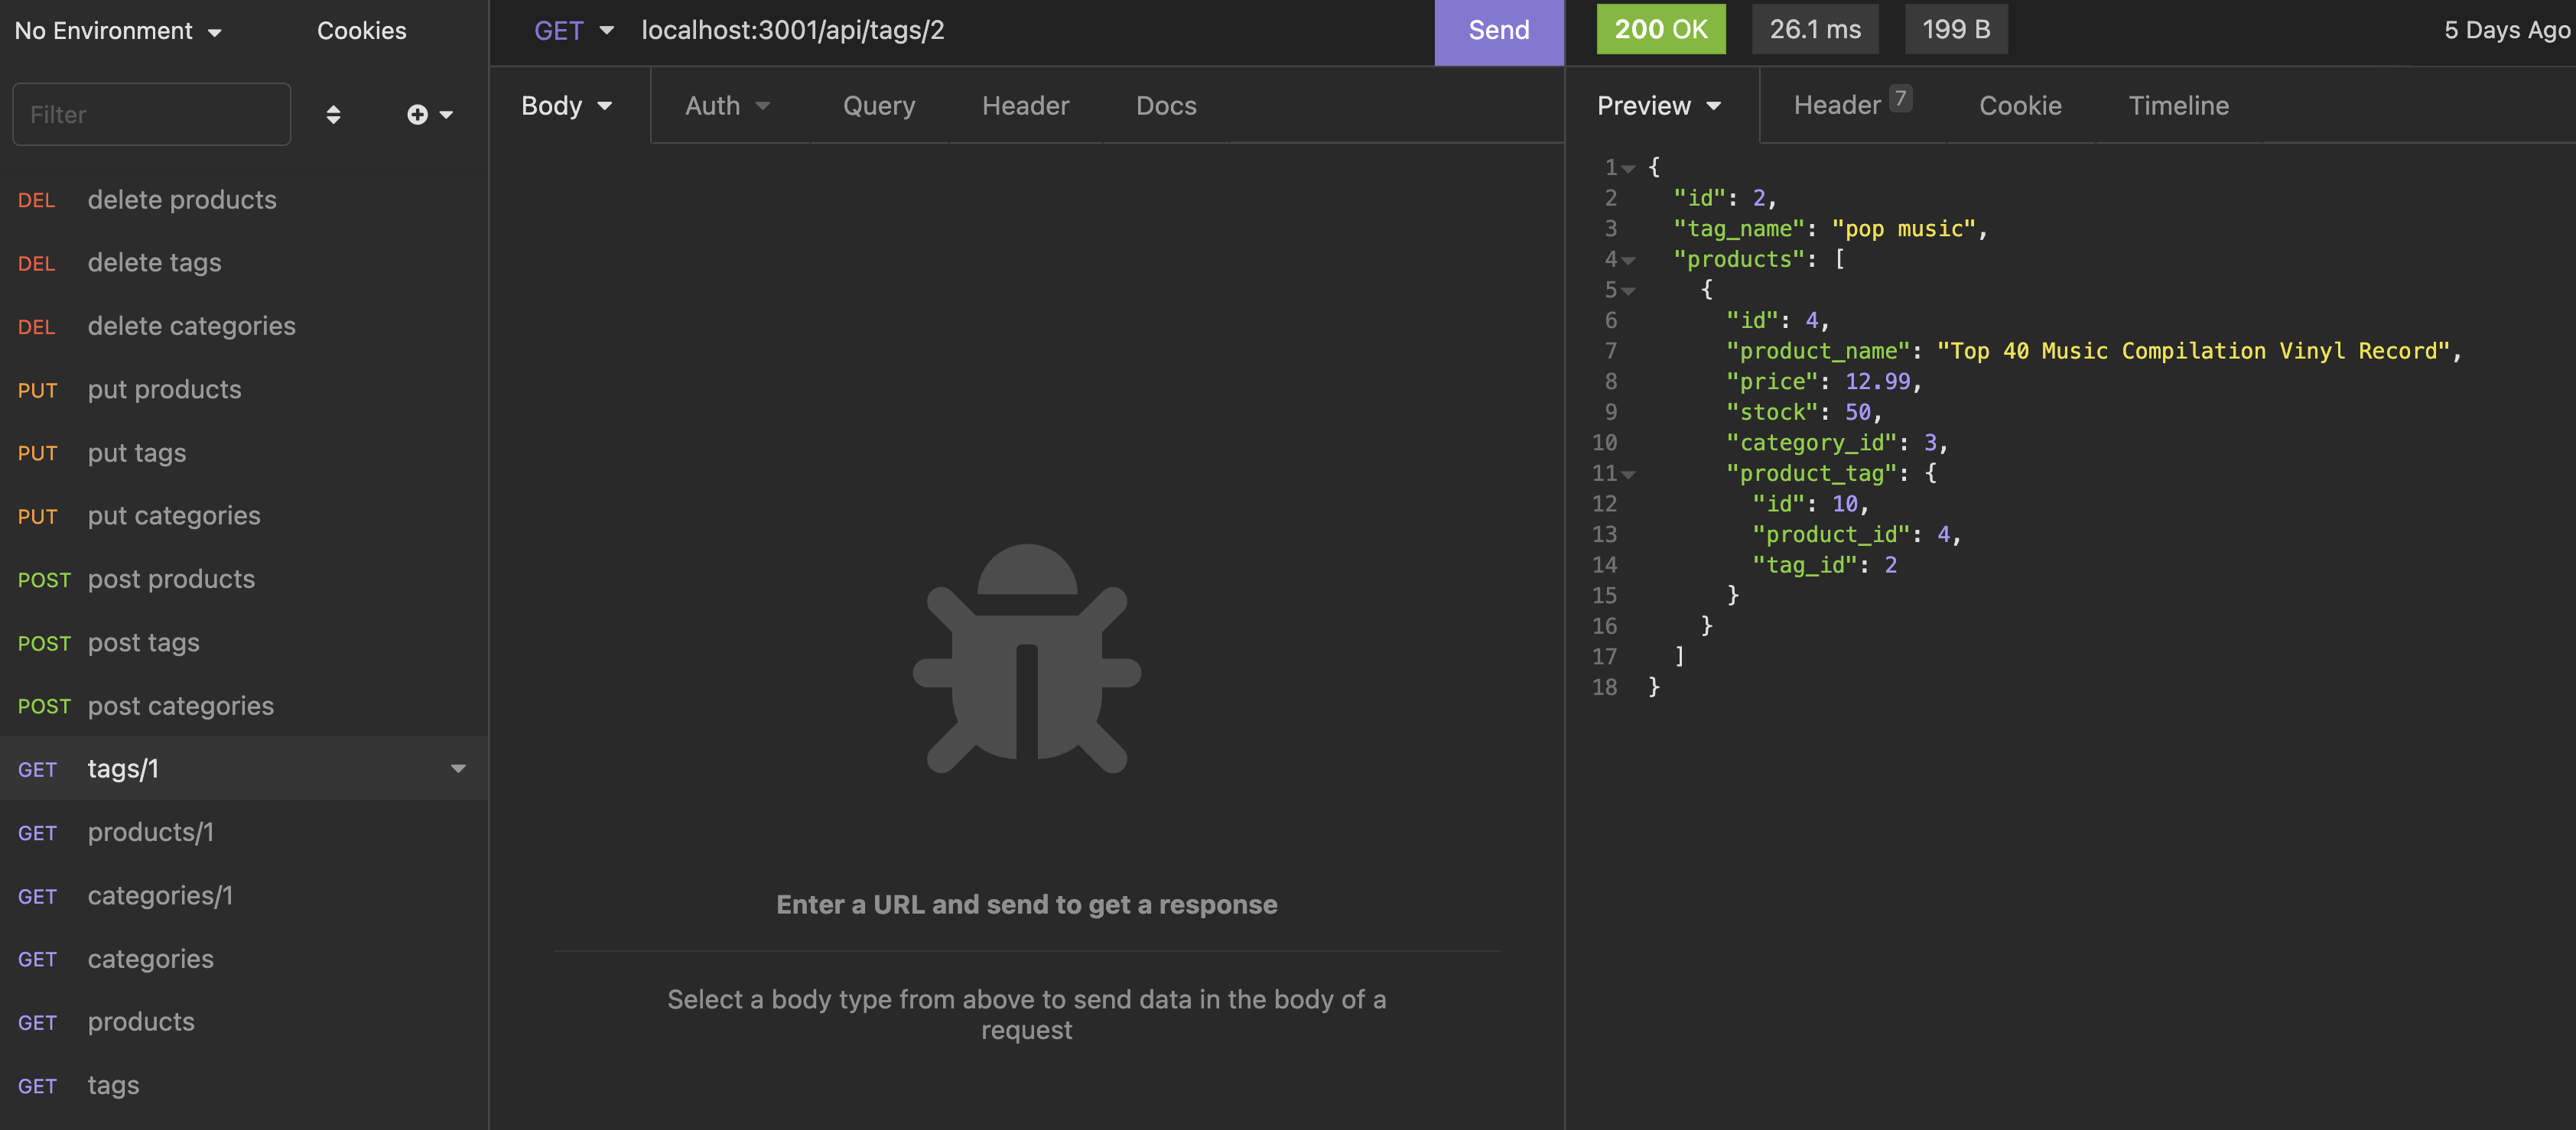 No Environment
Cookies
Filter
DEL delete products
DEL delete tags
DEL delete categories
PUT put products
PUT put tags
PUT put categories
POST post products
POST post tags
POST post categories
GET tags/1
GET products/1
GET categories/1
GET categories
GET products
GET tags
GET localhost:3001/api/tags/2 Send
Body Auth Query Header Docs
Enter a URL and send to get a response
Select a body type from above to send data in the body of a
request
200 OK 26.1 ms 199 B 5 Days Ago
Preview Header 7 Cookie Timeline
1 {
2 "id": 2,
3 "tag_name": "pop music",
4 "products": [
5 {
6 "id": 4,
7 "product_name": "Top 40 Music Compilation Vinyl Record",
8 "price": 12.99,
9 "stock": 50,
10 "category_id": 3,
11 "product_tag": {
12 "id": 10,
13 "product_id": 4,
14 "tag_id": 2
15 }
16 }
17 ]
18 }